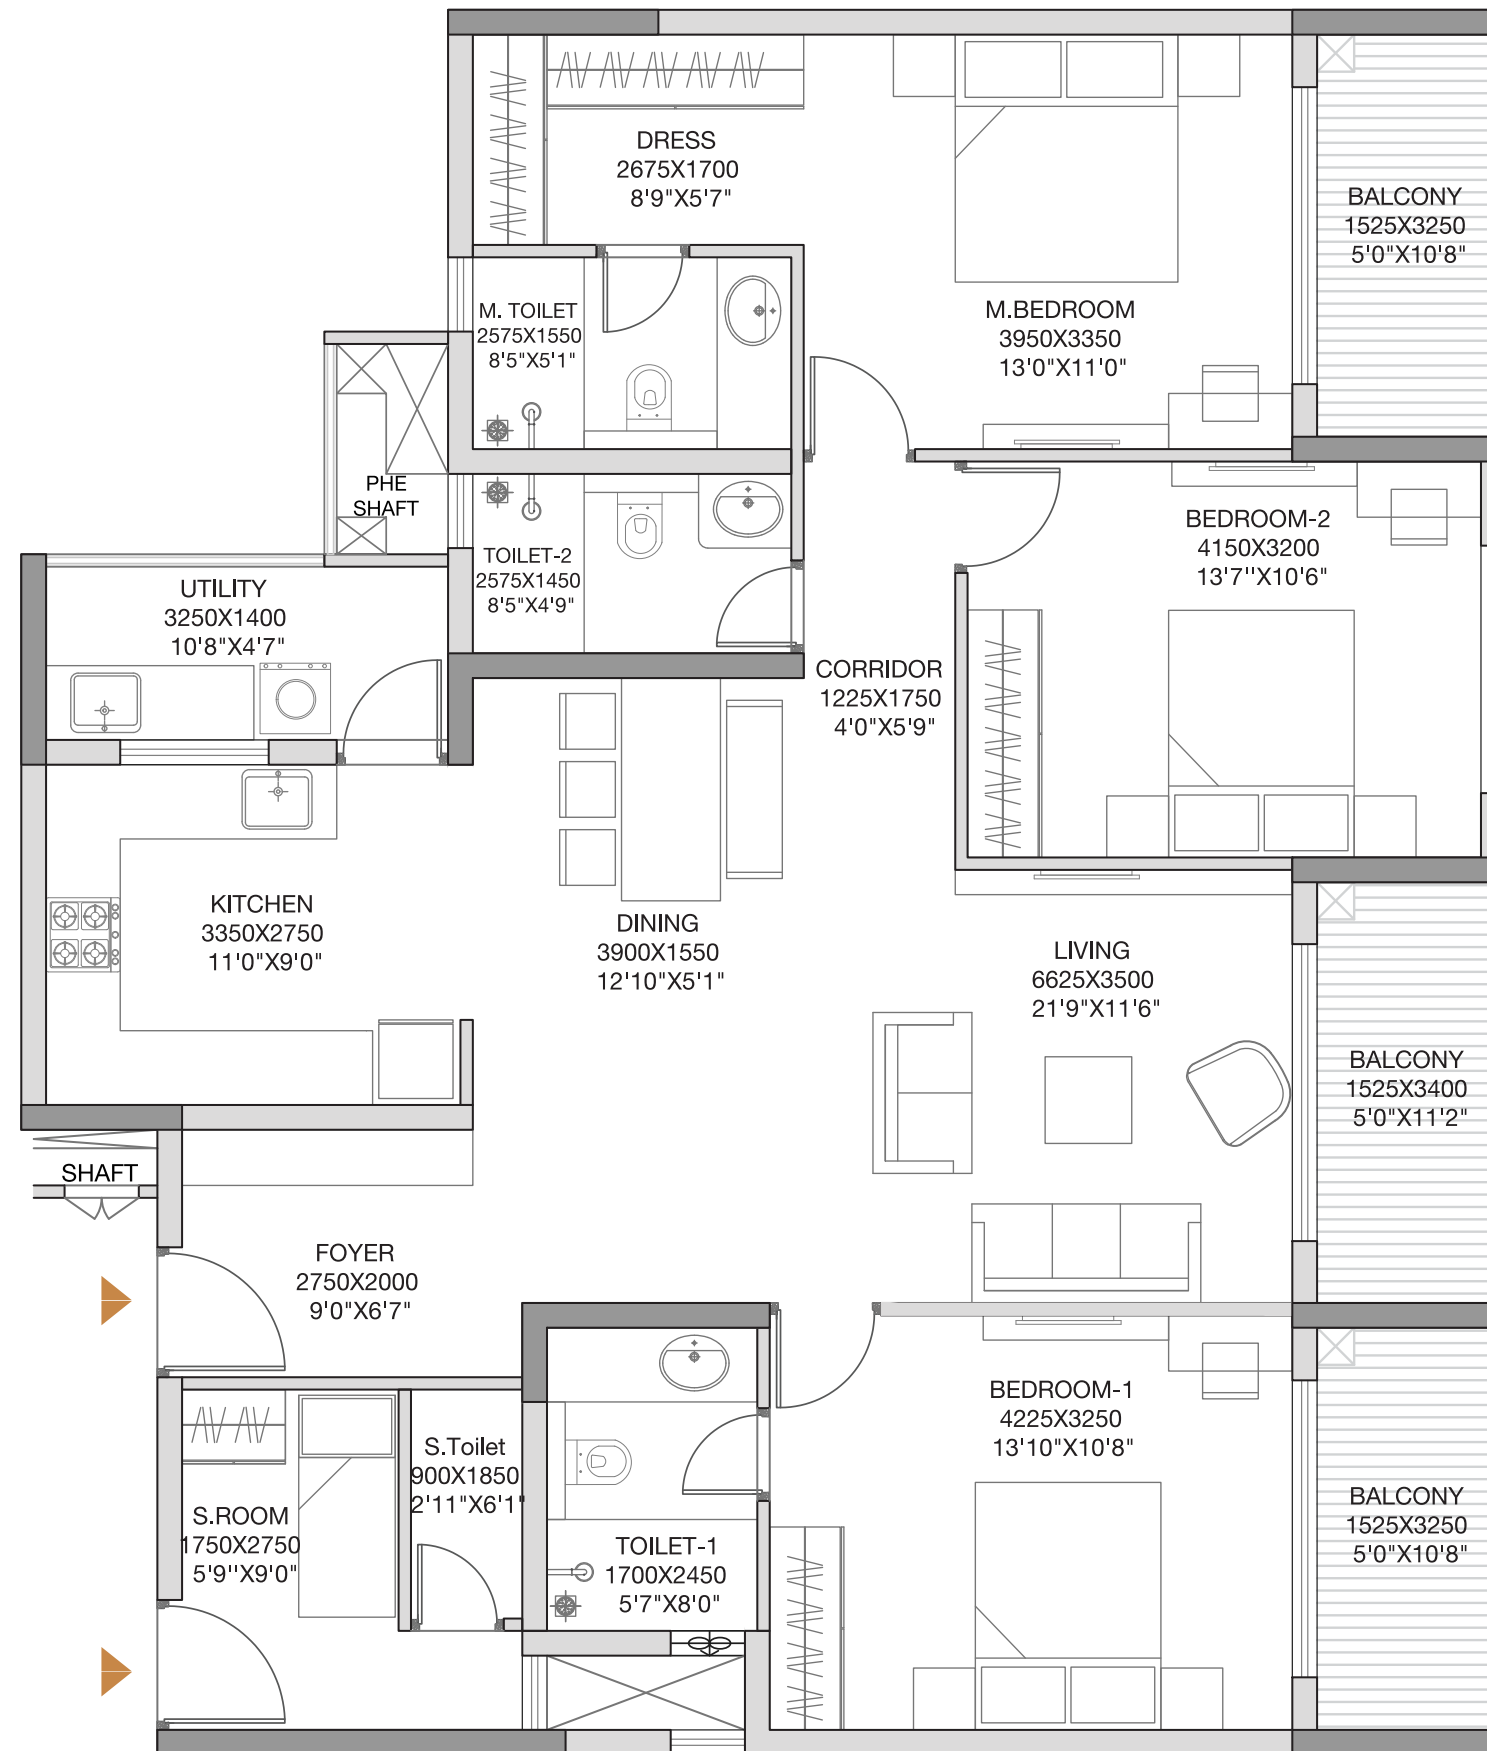 DRESS
2675X1700
8'9"X5'7"
BALCONY
1525X3250
5'0"X10'8"
M. TOILET
2575X1550
8'5"X5'1"
M.BEDROOM
3950X3350
13'0"X11'0"
PHE
SHAFT
BEDROOM-2
4150X3200
13'7''X10'6"
TOILET-2
2575X1450
8'5"X4'9"
UTILITY
3250X1400
10'8"X4'7"
CORRIDOR
1225X1750
4'0"X5'9"
KITCHEN
3350X2750
11'0"X9'0"
DINING
3900X1550
12'10"X5'1"
LIVING
6625X3500
21'9"X11'6"
BALCONY
1525X3400
5'0"X11'2"
SHAFT
FOYER
2750X2000
9'0"X6'7"
BEDROOM-1
4225X3250
13'10"X10'8"
S.Toilet
900X1850
2'11"X6'1"
S.ROOM
1750X2750
5'9''X9'0"
TOILET-1
1700X2450
5'7"X8'0"
BALCONY
1525X3250
5'0"X10'8"